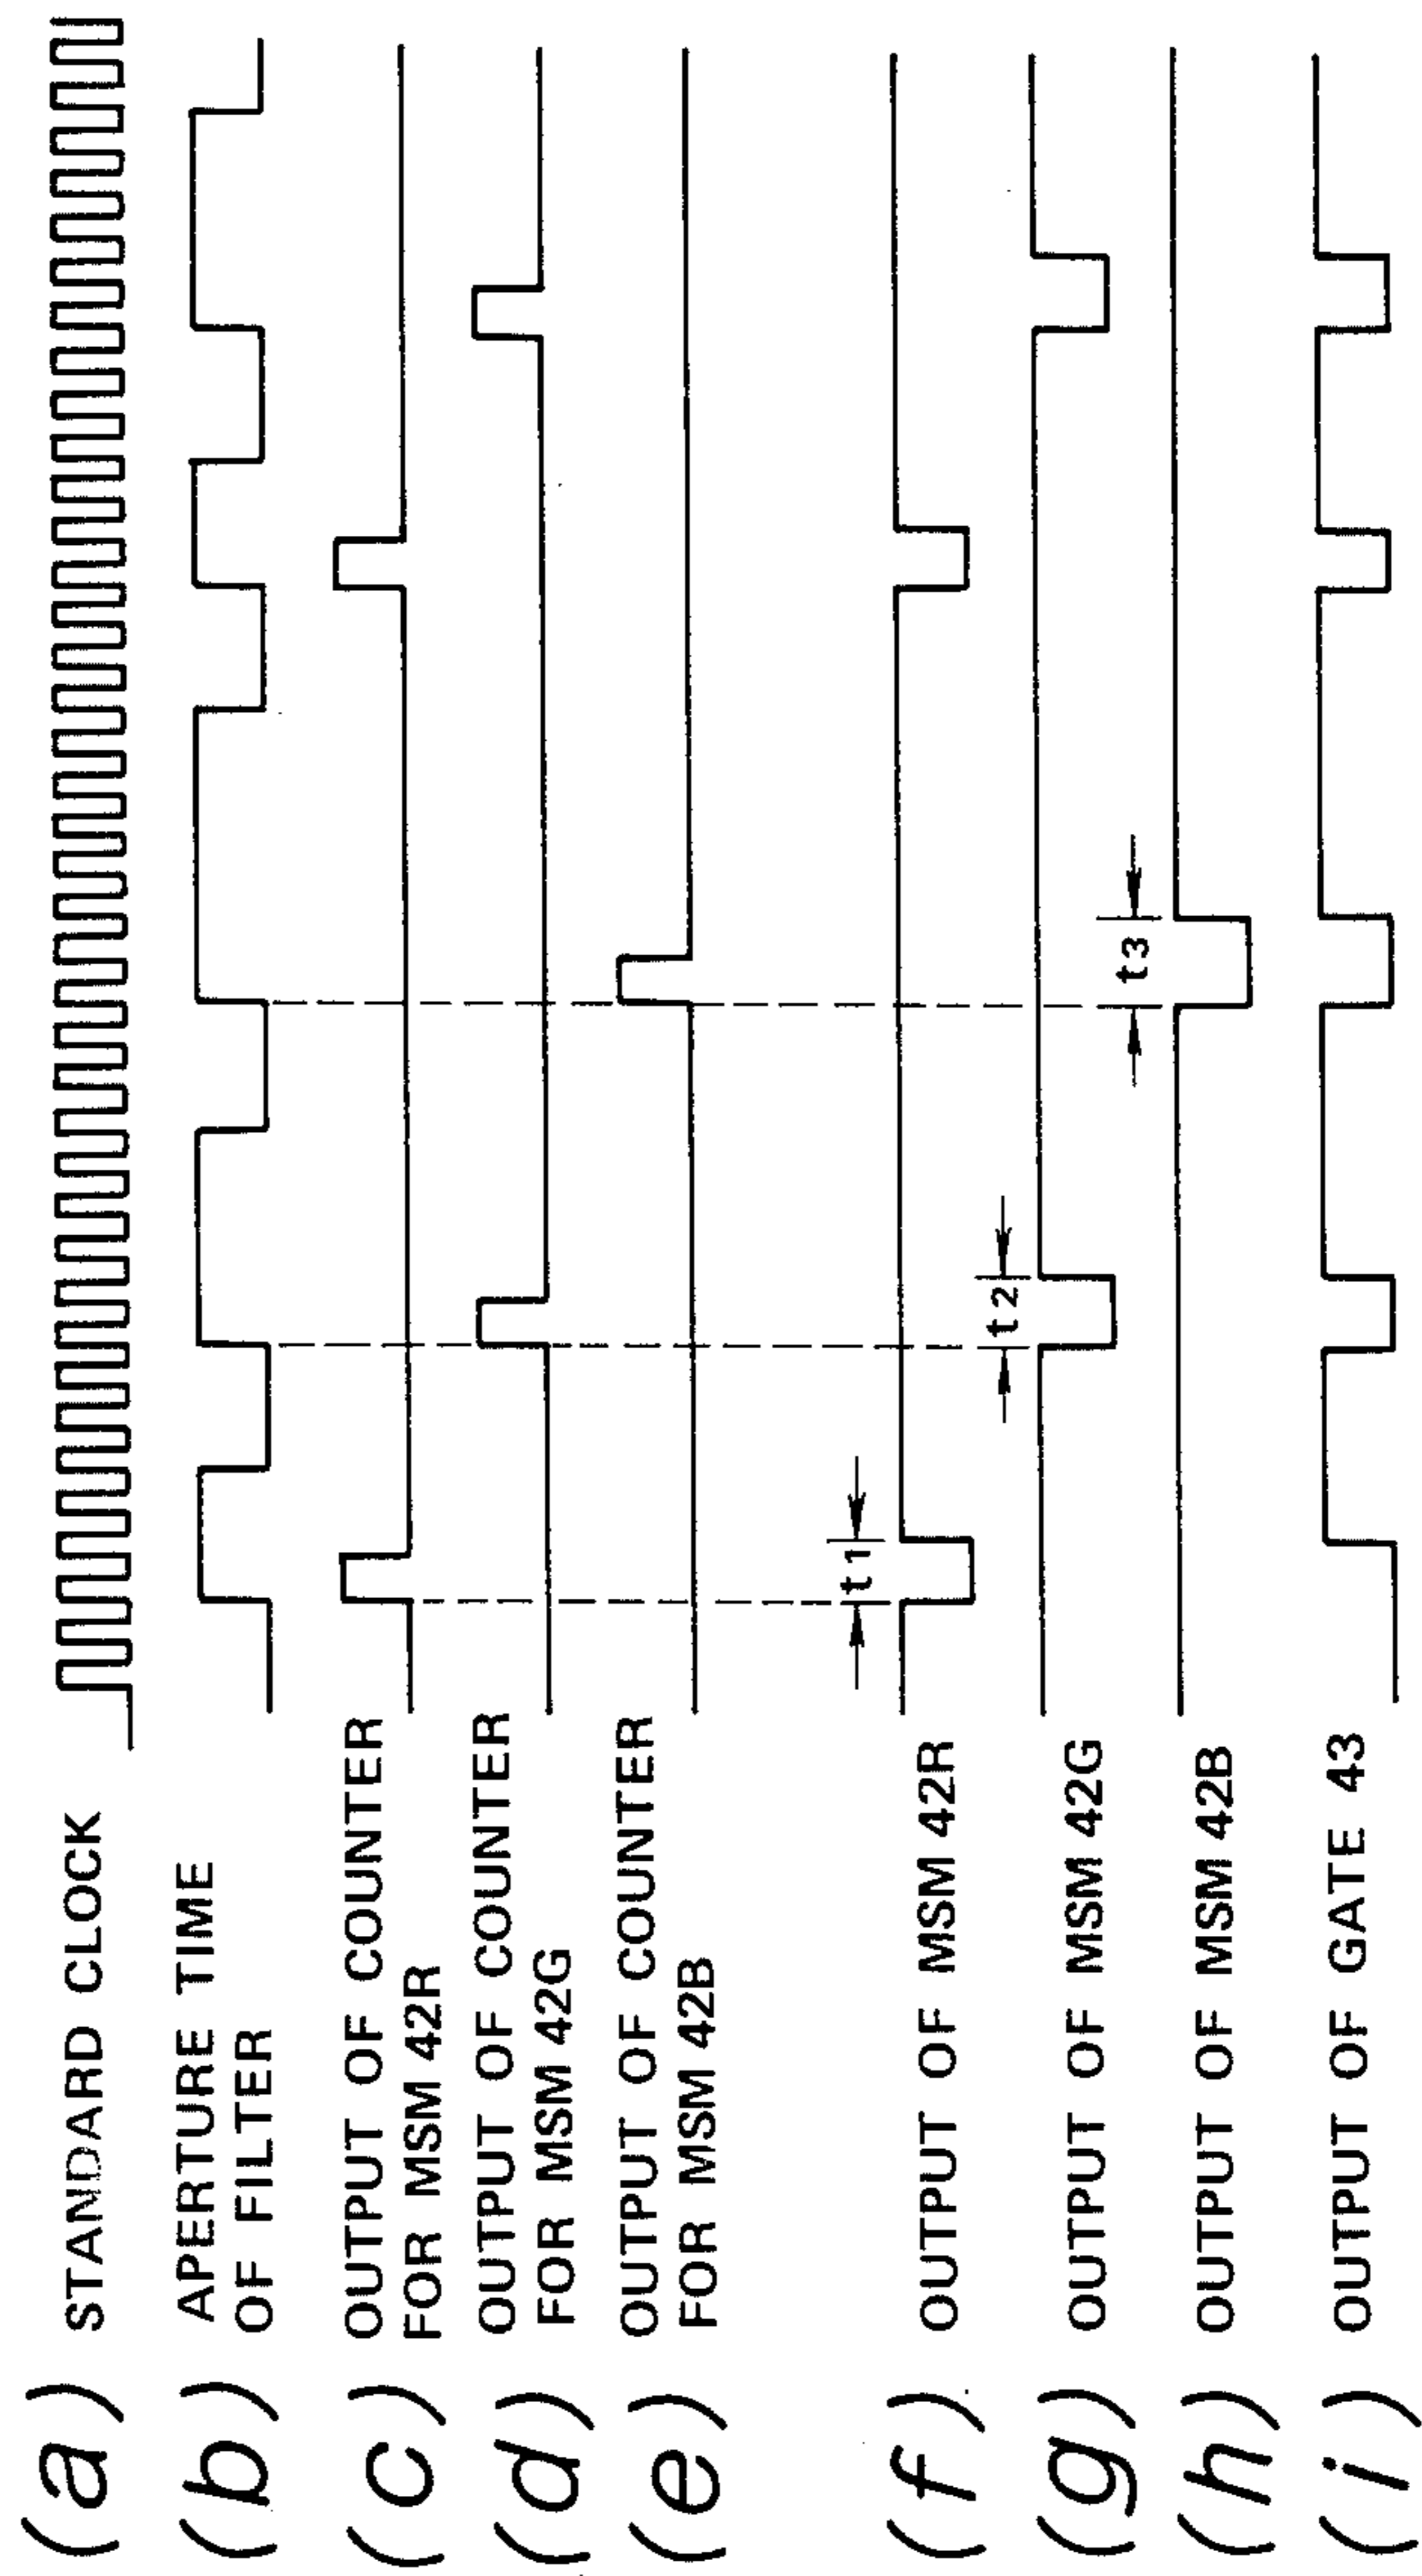 (a) STANDARD CLOCK
(b) APERTURE TIME
OF FILTER
(c) OUTPUT OF COUNTER
FOR MSM 42R
(d) OUTPUT OF COUNTER
FOR MSM 42G
(e) OUTPUT OF COUNTER
FOR MSM 42B
(f) OUTPUT OF MSM 42R
t1
(g) OUTPUT OF MSM 42G
t2
(h) OUTPUT OF MSM 42B
t3
(i) OUTPUT OF GATE 43